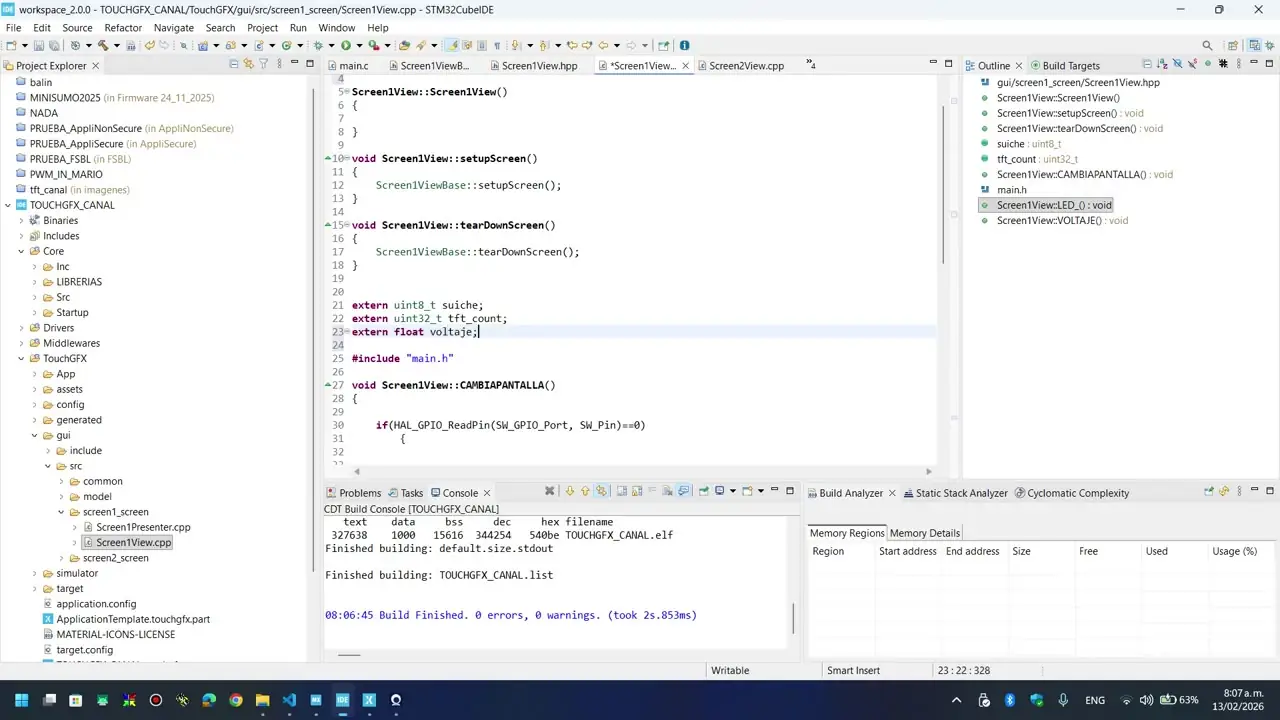 workspace_2.0.0 - TOUCHGFX_CANAL/TouchGFX/gui/src/screen1_screen/Screen1View.cpp - STM32CubeIDE
File Edit Source Refactor Navigate Search Project Run Window Help
Project Explorer
balin
MINISUMO2025 (in Firmware 24_11_2025)
NADA
PRUEBA_AppliNonSecure (in AppliNonSecure)
PRUEBA_AppliSecure (in AppliSecure)
PRUEBA_FSBL (in FSBL)
PWM_IN_MARIO
tft_canal (in imagenes)
TOUCHGFX_CANAL
Binaries
Includes
Core
Inc
LIBRERIAS
Src
Startup
Drivers
Middlewares
TouchGFX
App
assets
config
generated
gui
include
src
common
model
screen1_screen
Screen1Presenter.cpp
Screen1View.cpp
screen2_screen
simulator
target
application.config
ApplicationTemplate.touchgfx.part
MATERIAL-ICONS-LICENSE
target.config
main.c Screen1ViewB... Screen1View.hpp *Screen1View... Screen2View.cpp 4
4
5 Screen1View::Screen1View()
6 {
7
8 }
9
10 void Screen1View::setupScreen()
11 {
12 Screen1ViewBase::setupScreen();
13 }
14
15 void Screen1View::tearDownScreen()
16 {
17 Screen1ViewBase::tearDownScreen();
18 }
19
20
21 extern uint8_t suiche;
22 extern uint32_t tft_count;
23 extern float voltaje;
24
25 #include "main.h"
26
27 void Screen1View::CAMBIAPANTALLA()
28 {
29
30 if(HAL_GPIO_ReadPin(SW_GPIO_Port, SW_Pin)==0)
31 {
32
Outline Build Targets
gui/screen1_screen/Screen1View.hpp
Screen1View::Screen1View()
Screen1View::setupScreen() : void
Screen1View::tearDownScreen() : void
suiche : uint8_t
tft_count : uint32_t
Screen1View::CAMBIAPANTALLA() : void
main.h
Screen1View::LED_() : void
Screen1View::VOLTAJE() : void
Problems Tasks Console
CDT Build Console [TOUCHGFX_CANAL]
text data bss dec hex filename
327638 1000 15616 344254 540be TOUCHGFX_CANAL.elf
Finished building: default.size.stdout
Finished building: TOUCHGFX_CANAL.list
08:06:45 Build Finished. 0 errors, 0 warnings. (took 2s.853ms)
Build Analyzer Static Stack Analyzer Cyclomatic Complexity
Memory Regions Memory Details
Region Start address End address Size Free Used Usage (%)
Writable Smart Insert 23 : 22 : 328
ENG 63% 8:07 a.m.
13/02/2026